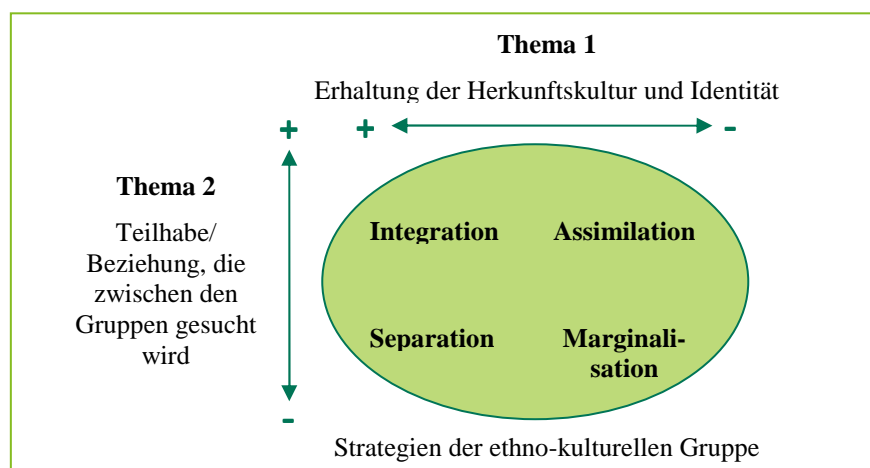 Thema 1
Erhaltung der Herkunftskultur und Identität
+ + -
Thema 2
Teilhabe/
Beziehung, die
zwischen den
Gruppen gesucht
wird
Integration Assimilation
Separation Marginali-
sation
-
Strategien der ethno-kulturellen Gruppe